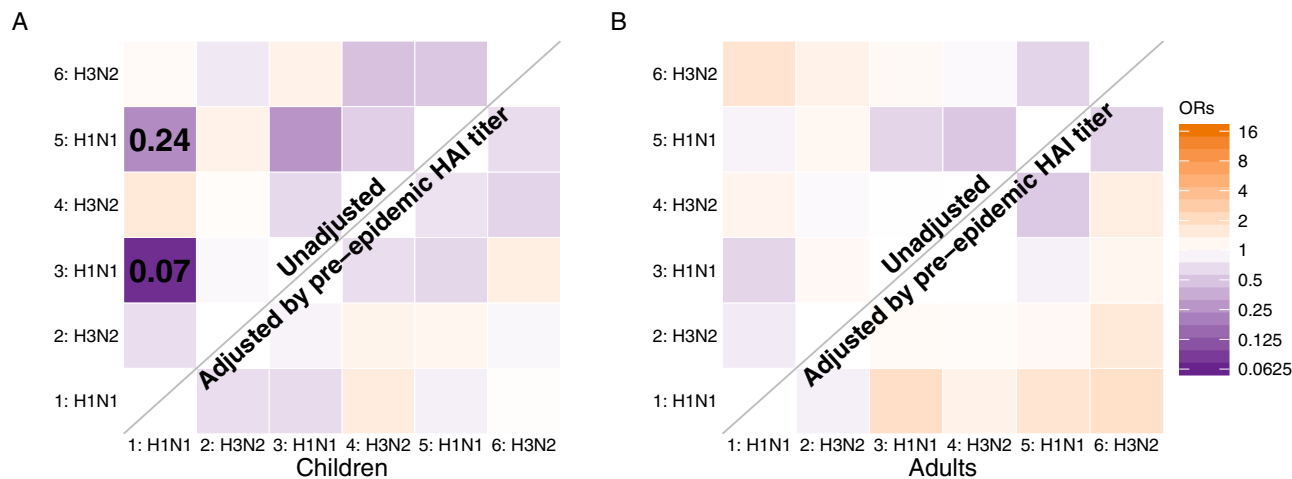 A
B
6: H3N2
5: H1N1
4: H3N2
3: H1N1
2: H3N2
1: H1N1
0.24
0.07
Unadjusted
Adjusted by pre−epidemic HAI titer
1: H1N1 2: H3N2 3: H1N1 4: H3N2 5: H1N1 6: H3N2
Children
6: H3N2
5: H1N1
4: H3N2
3: H1N1
2: H3N2
1: H1N1
Unadjusted
Adjusted by pre−epidemic HAI titer
1: H1N1 2: H3N2 3: H1N1 4: H3N2 5: H1N1 6: H3N2
Adults
ORs
16
8
4
2
1
0.5
0.25
0.125
0.0625